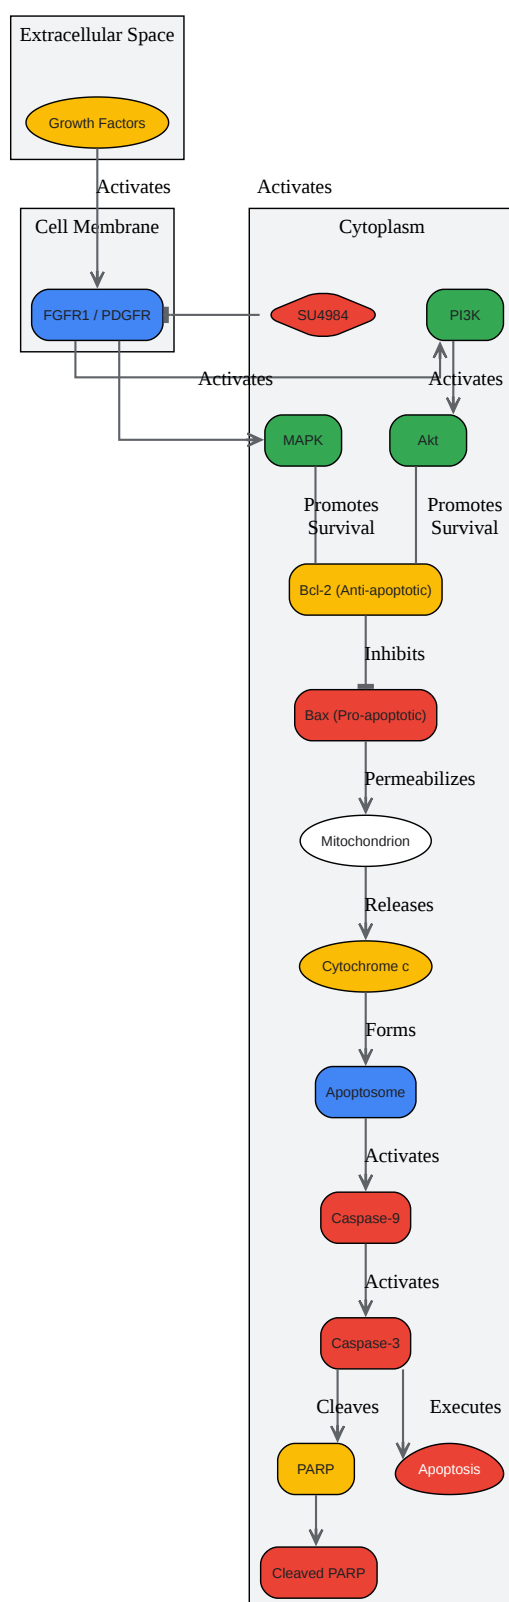 Extracellular Space
Growth Factors
Activates
Activates
Cell Membrane
Cytoplasm
FGFR1 / PDGFR
SU4984
PI3K
Activates
Activates
MAPK
Akt
Promotes
Survival
Promotes
Survival
Bcl-2 (Anti-apoptotic)
Inhibits
Bax (Pro-apoptotic)
Permeabilizes
Mitochondrion
Releases
Cytochrome c
Forms
Apoptosome
Activates
Caspase-9
Activates
Caspase-3
Cleaves
Executes
PARP
Apoptosis
Cleaved PARP